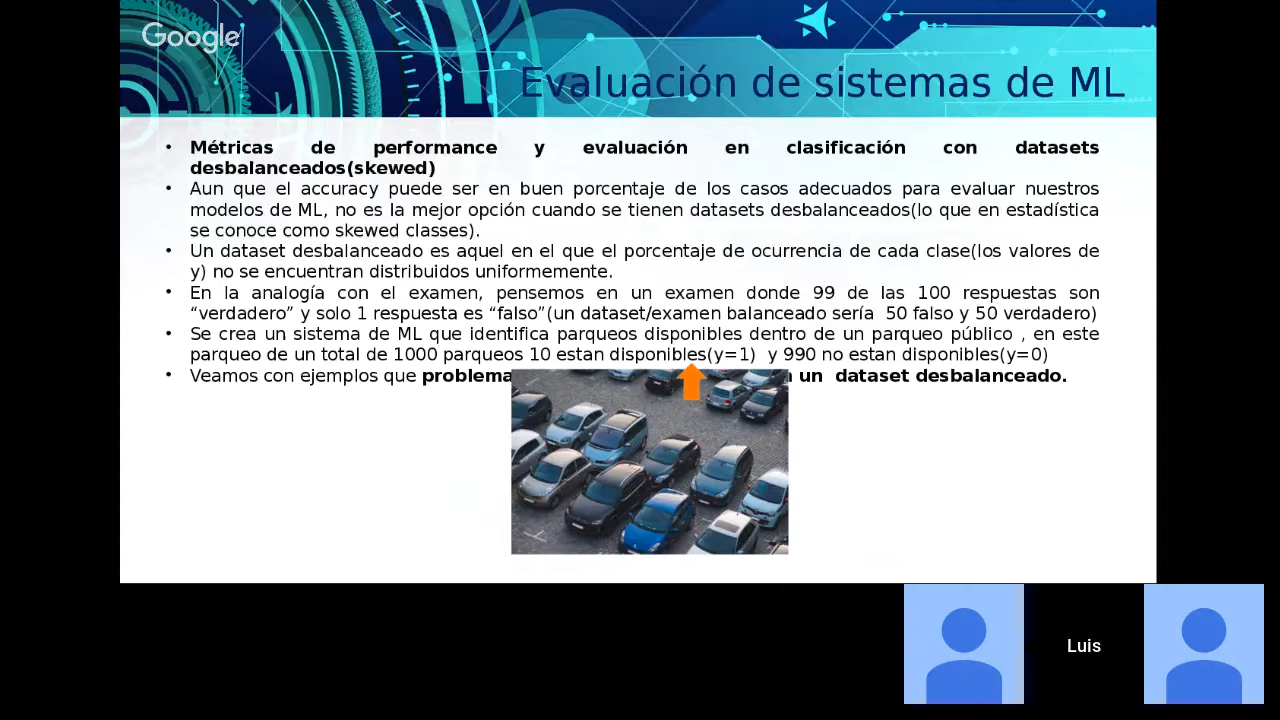 Google
Evaluación de sistemas de ML
• Métricas de performance y evaluación en clasificación con datasets
desbalanceados(skewed)
• Aun que el accuracy puede ser en buen porcentaje de los casos adecuados para evaluar nuestros
modelos de ML, no es la mejor opción cuando se tienen datasets desbalanceados(lo que en estadística
se conoce como skewed classes).
• Un dataset desbalanceado es aquel en el que el porcentaje de ocurrencia de cada clase(los valores de
y) no se encuentran distribuidos uniformemente.
• En la analogía con el examen, pensemos en un examen donde 99 de las 100 respuestas son
“verdadero” y solo 1 respuesta es “falso”(un dataset/examen balanceado sería 50 falso y 50 verdadero)
• Se crea un sistema de ML que identifica parqueos disponibles dentro de un parqueo público , en este
parqueo de un total de 1000 parqueos 10 estan disponibles(y=1) y 990 no estan disponibles(y=0)
• Veamos con ejemplos que problema un dataset desbalanceado.
Luis